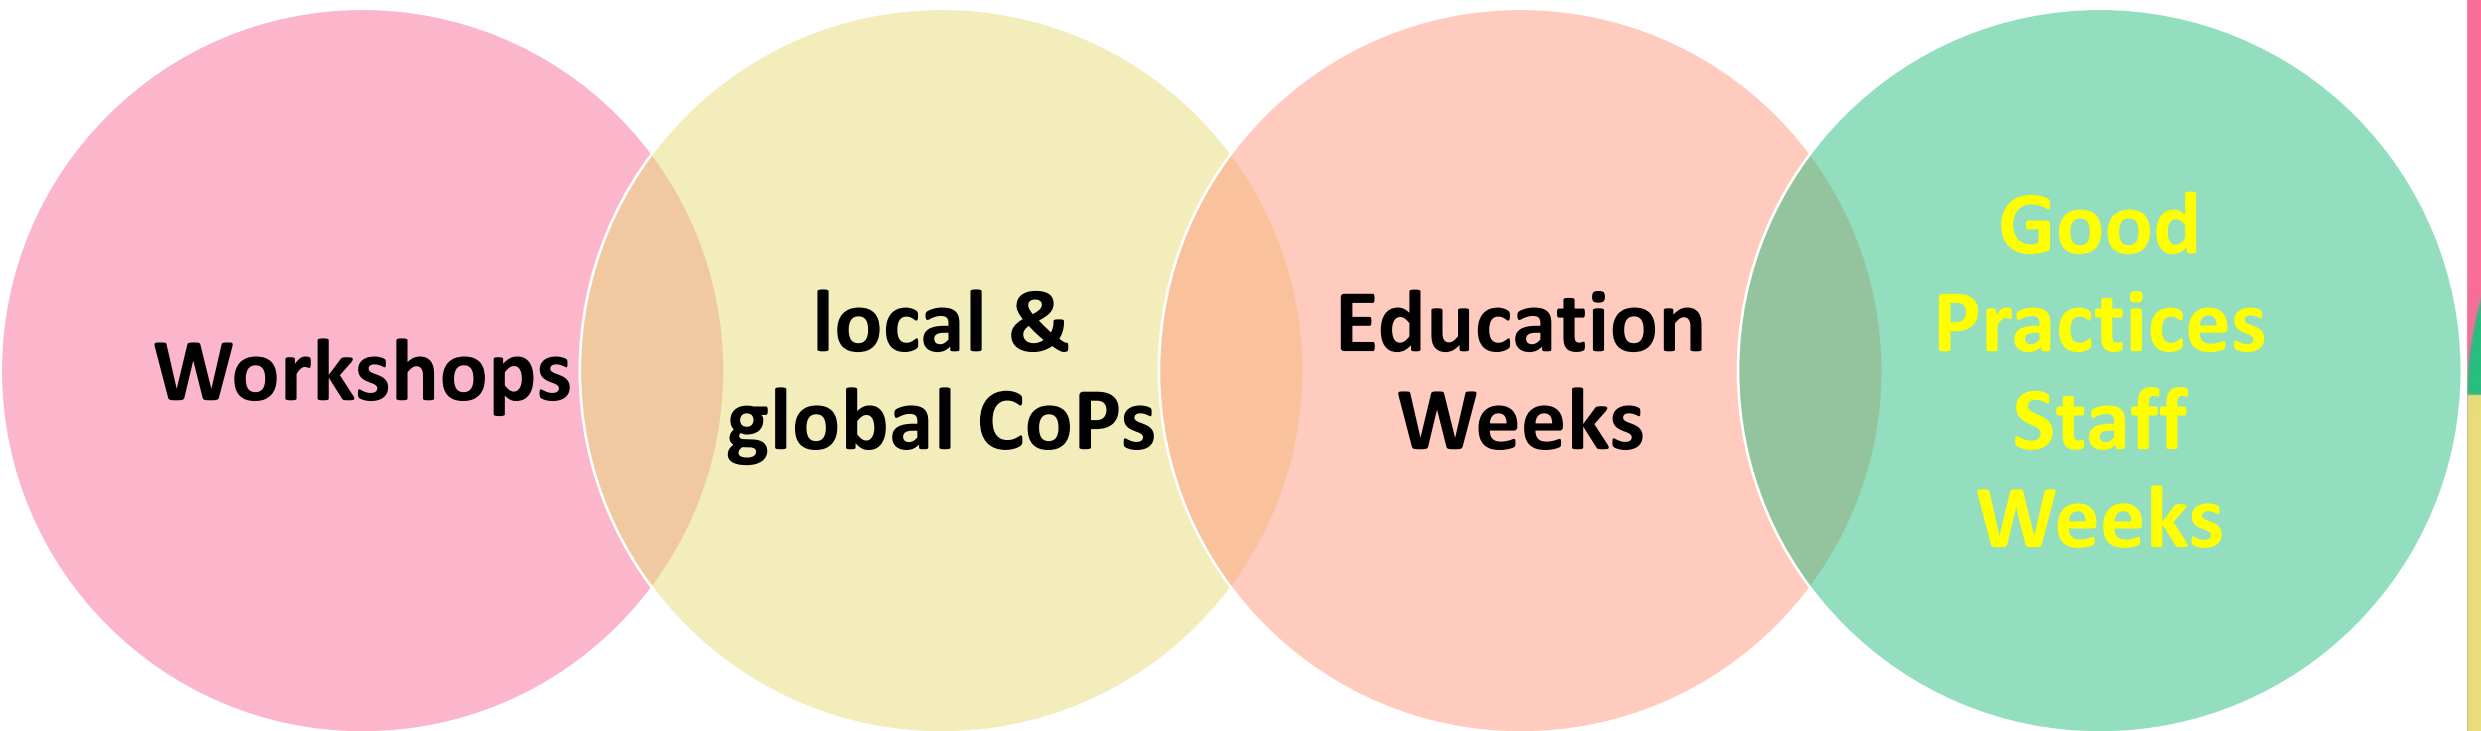 Workshops
local &
global CoPs
Education
Weeks
Good
Practices
Staff
Weeks